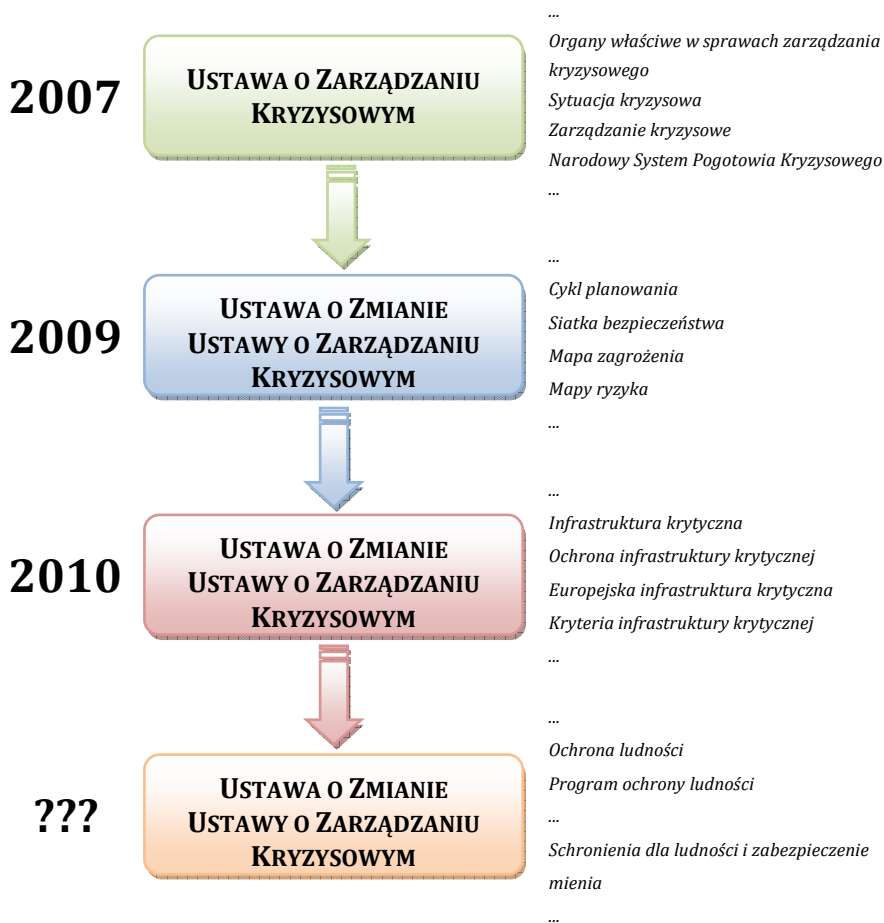 2007
USTAWA O ZARZĄDZANIU
KRYZYSOWYM
...
Organy właściwe w sprawach zarządzania
kryzysowego
Sytuacja kryzysowa
Zarządzanie kryzysowe
Narodowy System Pogotowia Kryzysowego
...
2009
USTAWA O ZMIANIE
USTAWY O ZARZĄDZANIU
KRYZYSOWYM
...
Cykl planowania
Siatka bezpieczeństwa
Mapa zagrożenia
Mapy ryzyka
...
2010
USTAWA O ZMIANIE
USTAWY O ZARZĄDZANIU
KRYZYSOWYM
...
Infrastruktura krytyczna
Ochrona infrastruktury krytycznej
Europejska infrastruktura krytyczna
Kryteria infrastruktury krytycznej
...
???
USTAWA O ZMIANIE
USTAWY O ZARZĄDZANIU
KRYZYSOWYM
...
Ochrona ludności
Program ochrony ludności
...
Schronienia dla ludności i zabezpieczenie
mienia
...